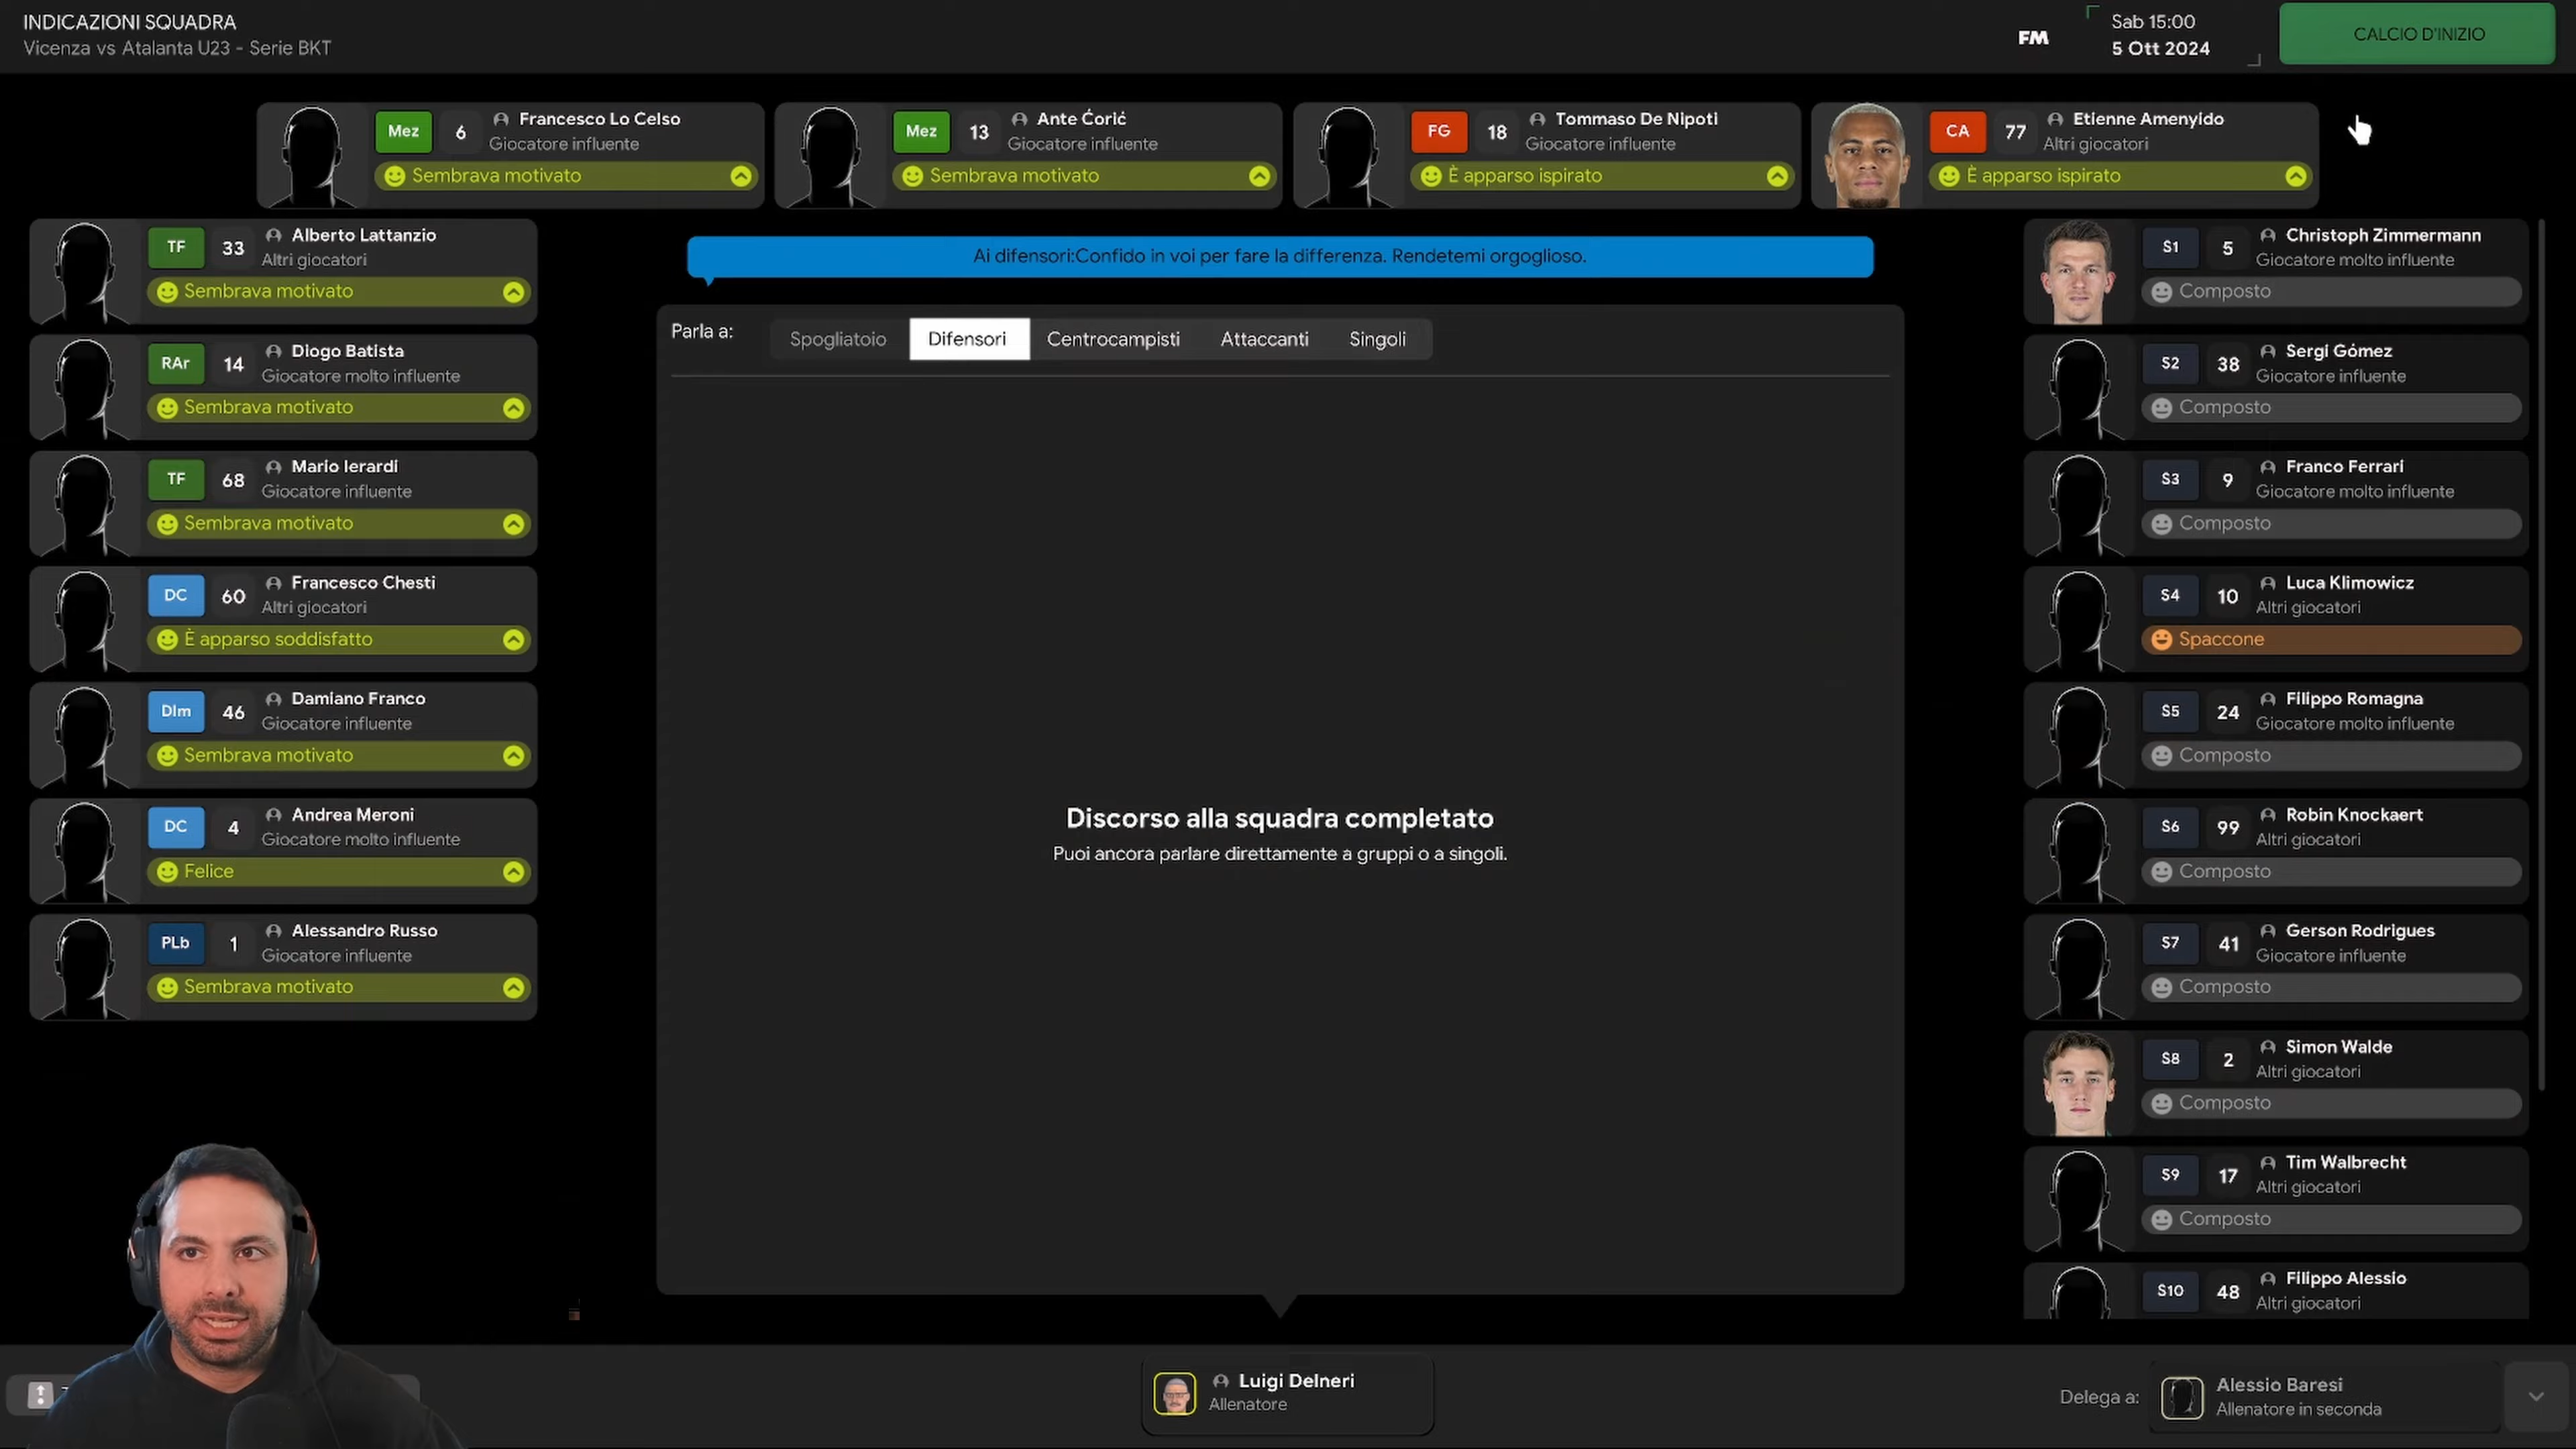 INDICAZIONI SQUADRA
Vicenza vs Atalanta U23 - Serie BKT
FM
Sab 15:00
5 Ott 2024
CALCIO D'INIZIO
Mez 6 Francesco Lo Celso
Giocatore influente
Sembrava motivato
Mez 13 Ante Ćorić
Giocatore influente
Sembrava motivato
FG 18 Tommaso De Nipoti
Giocatore influente
È apparso ispirato
CA 77 Etienne Amenyido
Altri giocatori
È apparso ispirato
TF 33 Alberto Lattanzio
Altri giocatori
Sembrava motivato
RAr 14 Diogo Batista
Giocatore molto influente
Sembrava motivato
TF 68 Mario Ierardi
Giocatore influente
Sembrava motivato
DC 60 Francesco Chesti
Altri giocatori
È apparso soddisfatto
DIm 46 Damiano Franco
Giocatore influente
Sembrava motivato
DC 4 Andrea Meroni
Giocatore molto influente
Felice
PLb 1 Alessandro Russo
Giocatore influente
Sembrava motivato
Ai difensori:Confido in voi per fare la differenza. Rendetemi orgoglioso.
Parla a: Spogliatoio Difensori Centrocampisti Attaccanti Singoli
Discorso alla squadra completato
Puoi ancora parlare direttamente a gruppi o a singoli.
S1 5 Christoph Zimmermann
Giocatore molto influente
Composto
S2 38 Sergi Gómez
Giocatore influente
Composto
S3 9 Franco Ferrari
Giocatore molto influente
Composto
S4 10 Luca Klimowicz
Altri giocatori
Spaccone
S5 24 Filippo Romagna
Giocatore molto influente
Composto
S6 99 Robin Knockaert
Altri giocatori
Composto
S7 41 Gerson Rodrigues
Giocatore influente
Composto
S8 2 Simon Walde
Altri giocatori
Composto
S9 17 Tim Walbrecht
Altri giocatori
Composto
S10 48 Filippo Alessio
Altri giocatori
Luigi Delneri
Allenatore
Delega a: Alessio Baresi
Allenatore in seconda